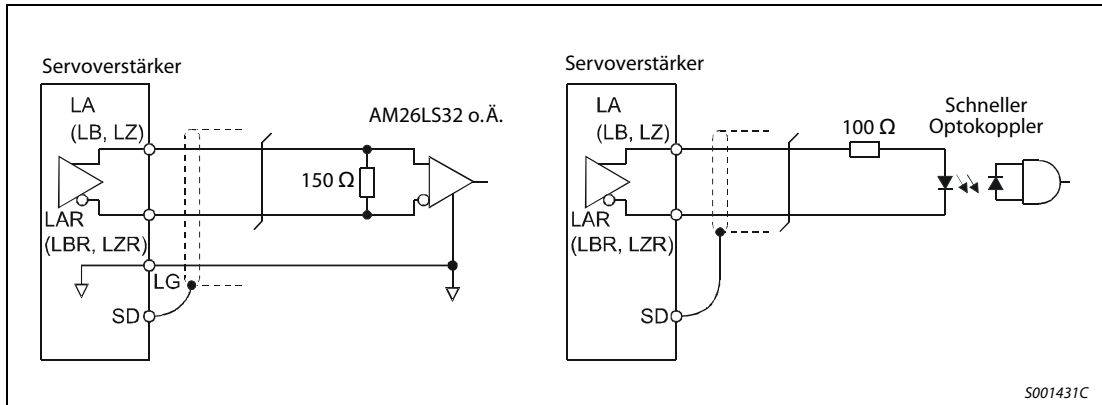 Servoverstärker
LA
(LB, LZ)
AM26LS32 o.Ä.
150 Ω
LAR
(LBR, LZR)
LG
SD
Servoverstärker
LA
(LB, LZ)
100 Ω
Schneller
Optokoppler
LAR
(LBR, LZR)
SD
S001431C